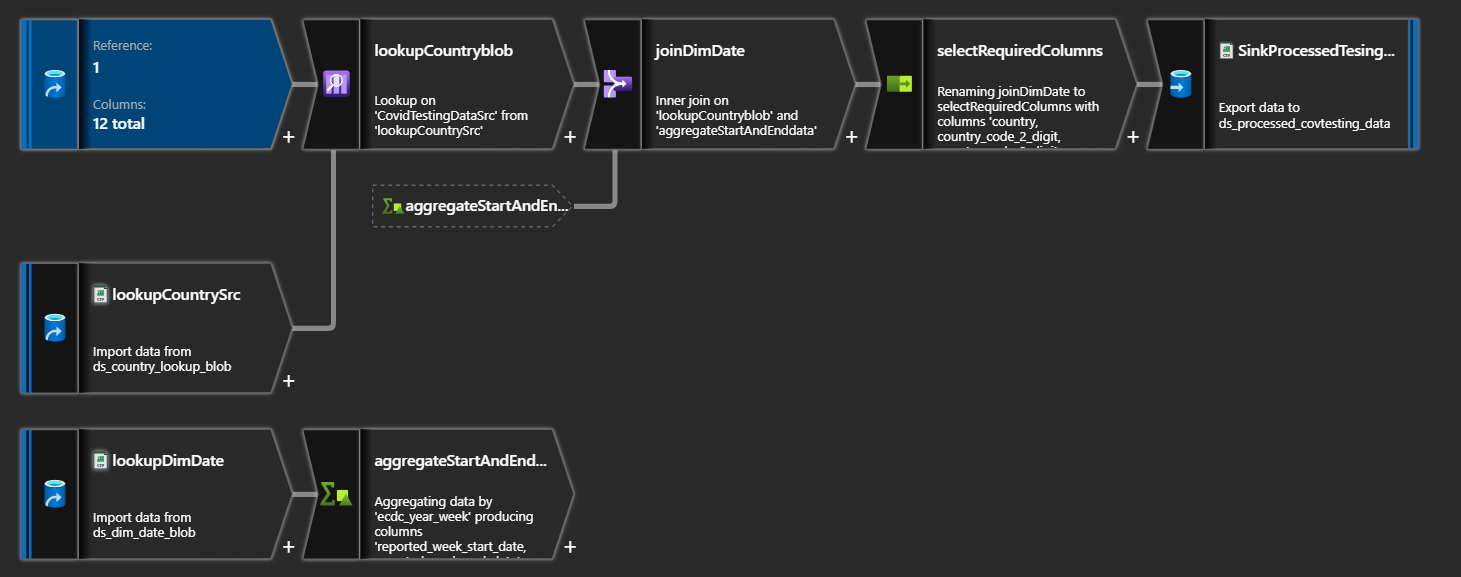 Reference:
1
Columns:
12 total
+
lookupCountryblob
Lookup on
'CovidTestingDataSrc' from
'lookupCountrySrc'
+
joinDimDate
Inner join on
'lookupCountryblob' and
'aggregateStartAndEnddata'
+
selectRequiredColumns
Renaming joinDimDate to
selectRequiredColumns with
columns 'country,
country_code_2_digit,
+
SinkProcessedTesing...
Export data to
ds_processed_covtesting_data
aggregateStartAndEn...
lookupCountrySrc
Import data from
ds_country_lookup_blob
+
lookupDimDate
Import data from
ds_dim_date_blob
+
aggregateStartAndEnd...
Aggregating data by
'ecdc_year_week' producing
columns
'reported_week_start_date,
+